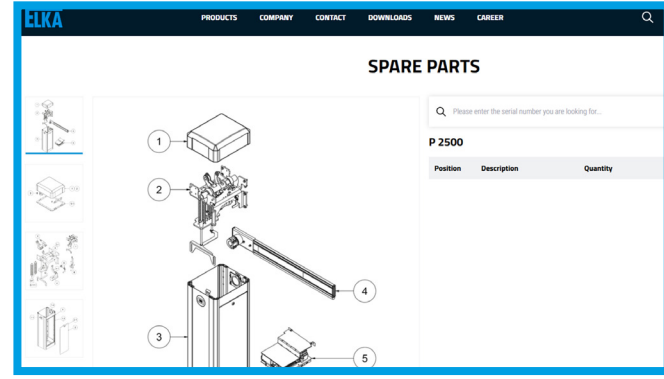 ELKA
PRODUCTS COMPANY CONTACT DOWNLOADS NEWS CAREER
SPARE PARTS
Please enter the serial number you are looking for...
P 2500
Position Description Quantity
1
2
3
4
5